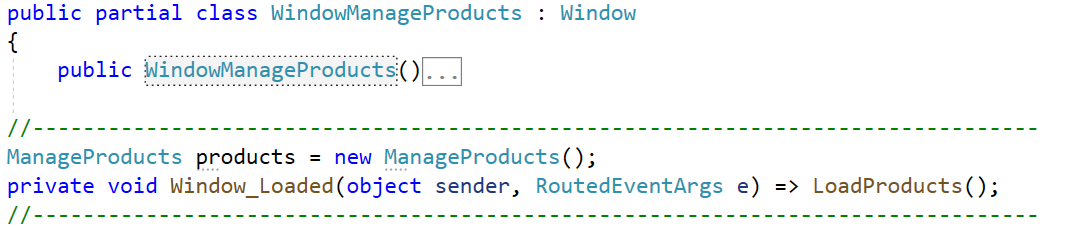 public partial class WindowManageProducts : Window
{
public WindowManageProducts()...
//--------------------------------------------------------------------------------
ManageProducts products = new ManageProducts();
private void Window_Loaded(object sender, RoutedEventArgs e) => LoadProducts();
//--------------------------------------------------------------------------------